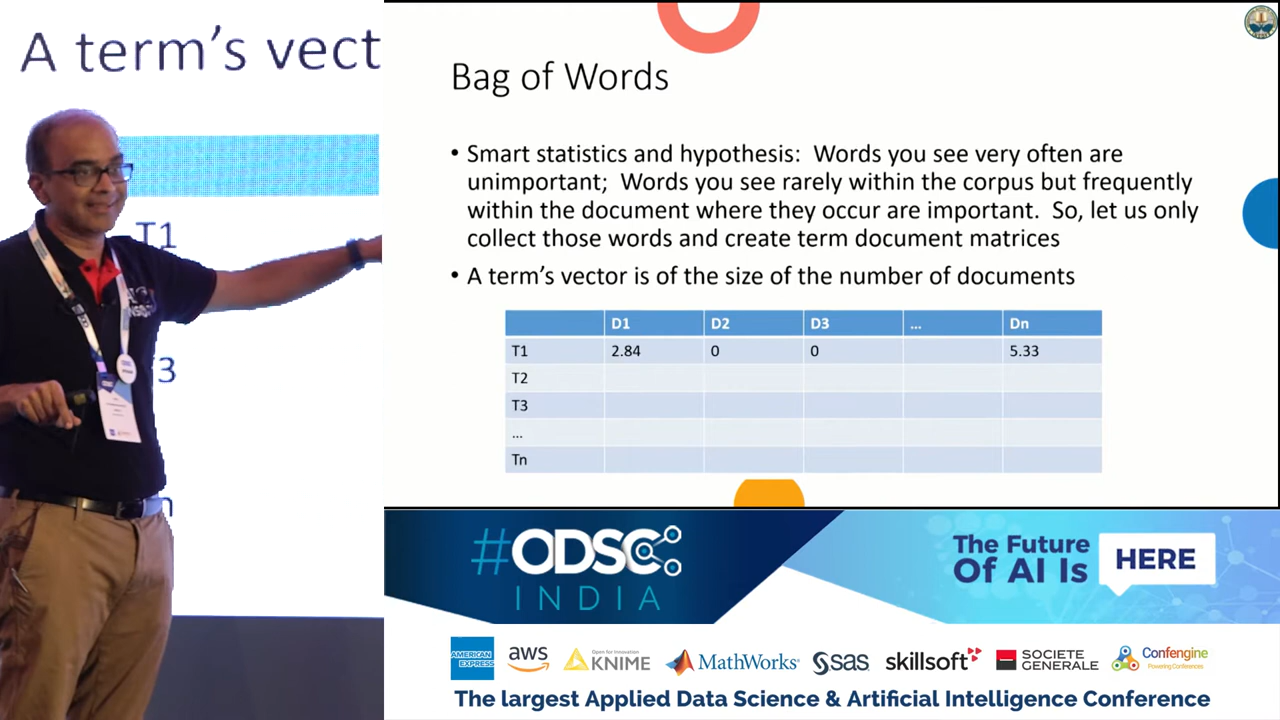 A term's vect
T1
3
n
Bag of Words
• Smart statistics and hypothesis: Words you see very often are
unimportant; Words you see rarely within the corpus but frequently
within the document where they occur are important. So, let us only
collect those words and create term document matrices
• A term's vector is of the size of the number of documents
D1 D2 D3 ... Dn
T1 2.84 0 0 5.33
T2
T3
...
Tn
#ODSC
INDIA
The Future
Of AI Is
HERE
AMERICAN
EXPRESS
aws
Open for Innovation
KNIME
MathWorks
sas
skillsoft
SOCIETE
GENERALE
Confengine
Powering Conferences
The largest Applied Data Science & Artificial Intelligence Conference